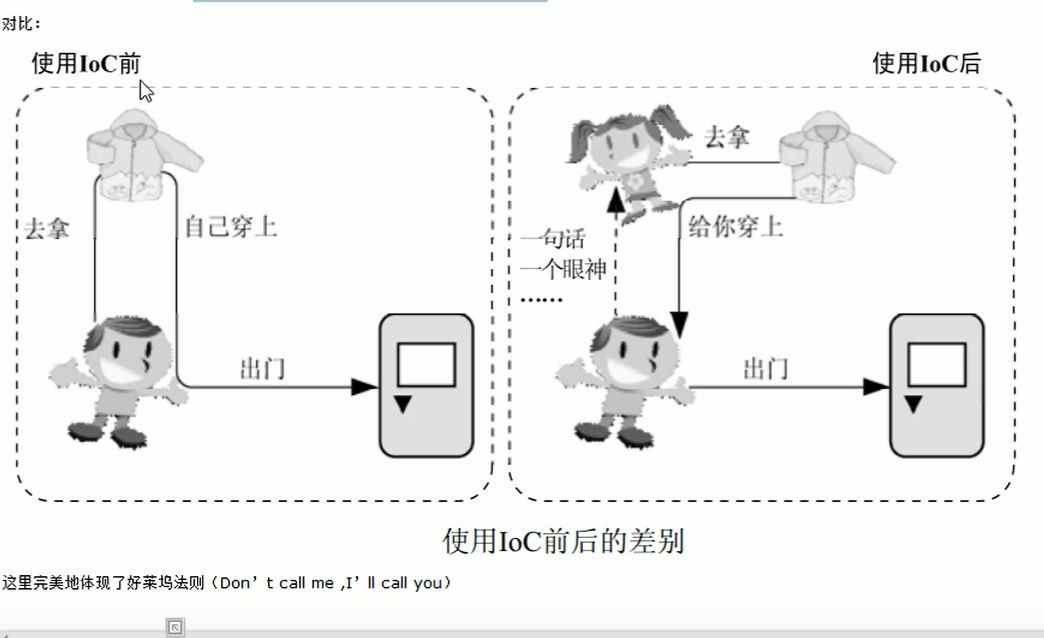 对比：
使用IoC前
使用IoC后
去拿
自己穿上
出门
去拿
给你穿上
一句话
一个眼神
……
出门
使用IoC前后的差别
这里完美地体现了好莱坞法则（Don’t call me ,I’ll call you）